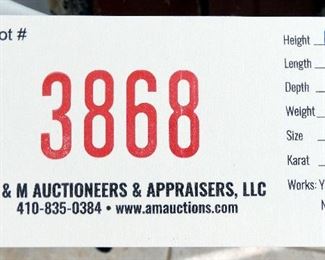 ot #
3868
& M AUCTIONEERS & APPRAISERS, LLC
410-835-0384 • www.amauctions.com
Height
Length
Depth
Weight
Size
Karat
Works: Y
N